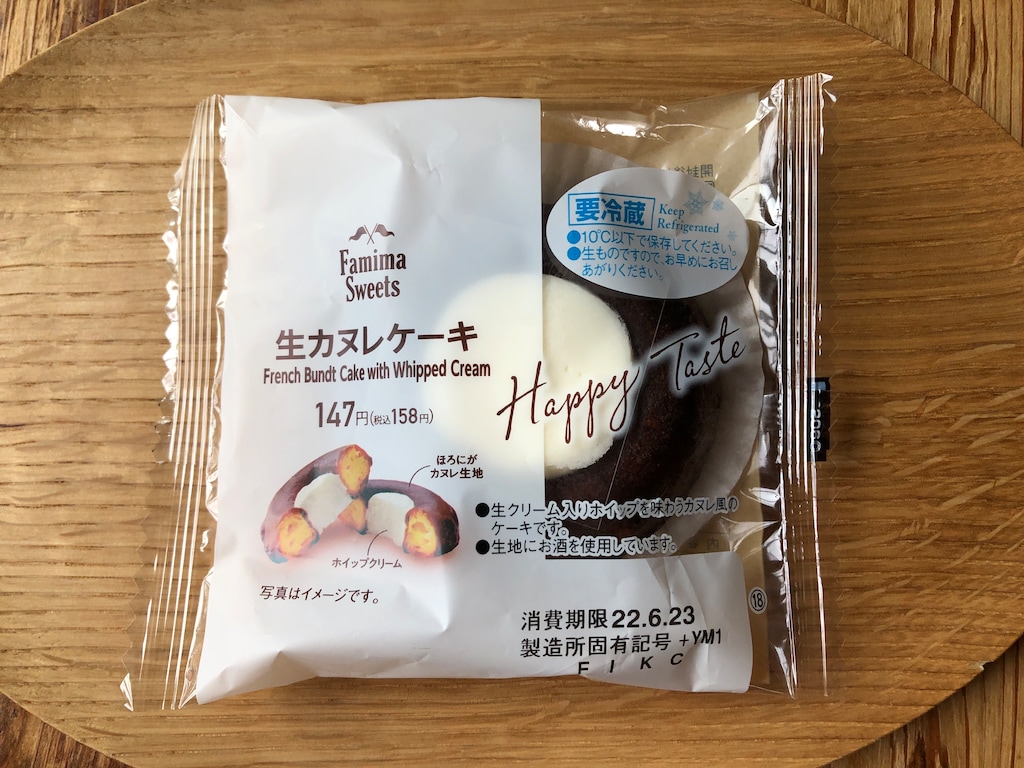 Famima
Sweets
生カヌレケーキ
French Bundt Cake with Whipped Cream
147円(税込158円)
ほろにが
カヌレ生地
ホイップクリーム
写真はイメージです。
要冷蔵
Keep
Refrigerated
●10℃以下で保存してください。
●生ものですので、お早めにお召し
あがりください。
Happy Taste
●生クリーム入りホイップを味わうカヌレ風の
ケーキです。
●生地にお酒を使用しています。
⑱
消費期限22.6.23
製造所固有記号 +YM1
F I K C